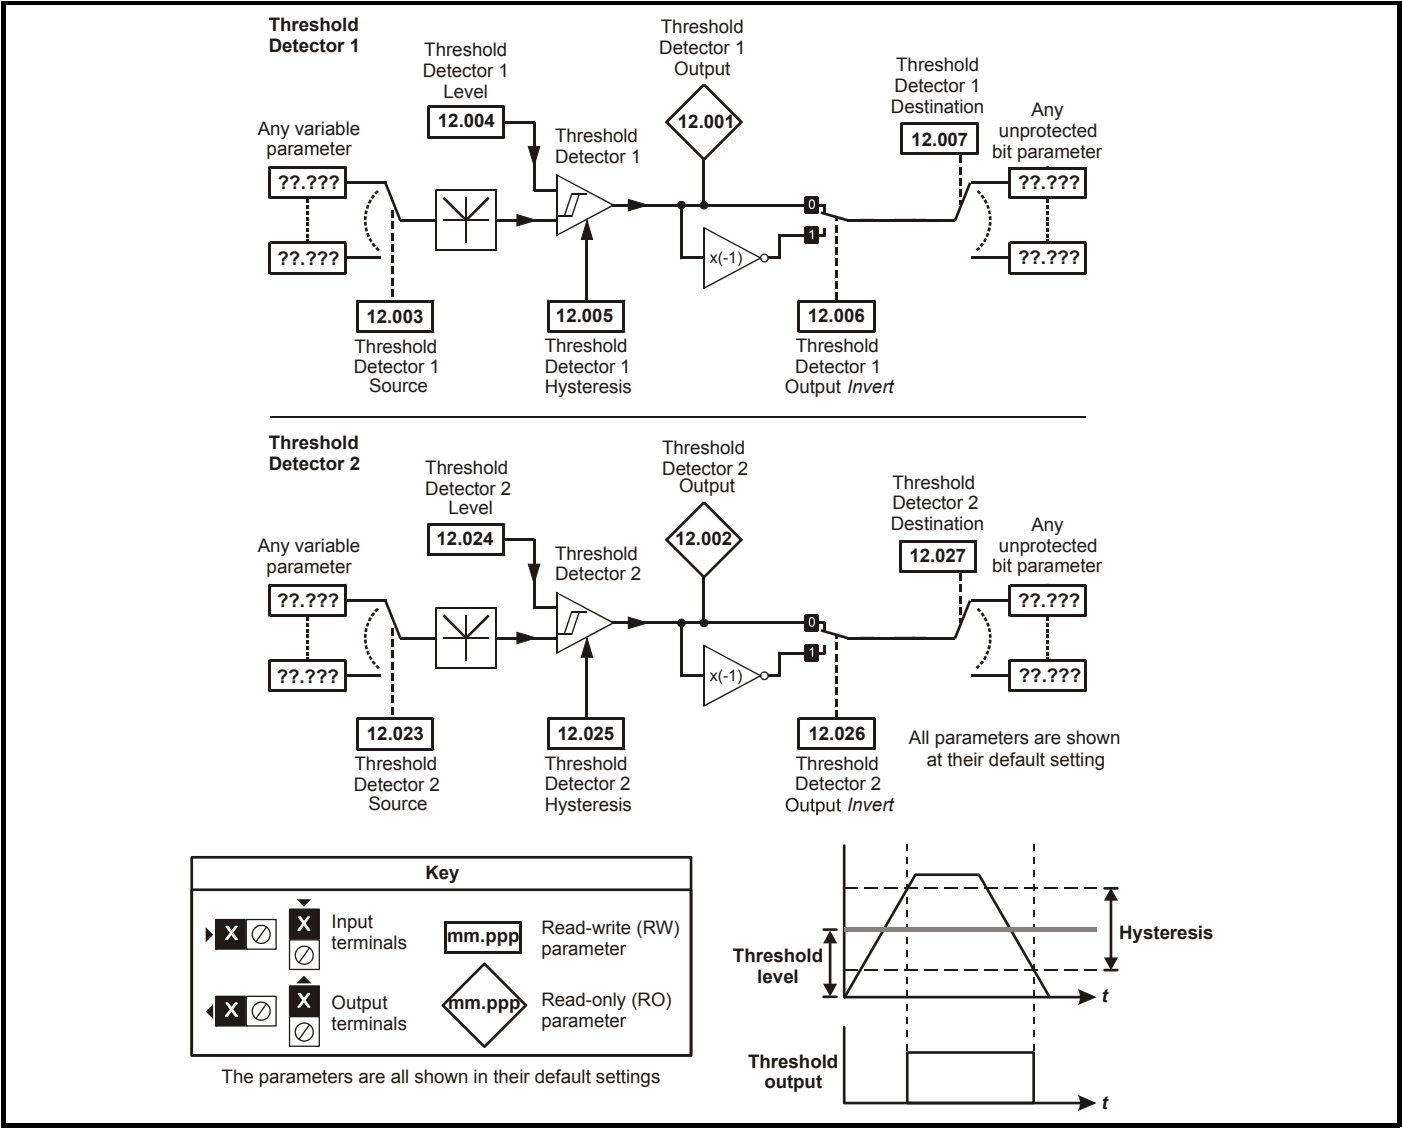 Threshold
Detector 1
Threshold
Detector 1
Level
12.004
Threshold
Detector 1
Output
12.001
Threshold
Detector 1
Destination
12.007
Any variable
parameter
??.???
??.???
Threshold
Detector 1
Any
unprotected
bit parameter
??.???
??.???
0
1
x(-1)
12.003
Threshold
Detector 1
Source
12.005
Threshold
Detector 1
Hysteresis
12.006
Threshold
Detector 1
Output Invert
Threshold
Detector 2
Threshold
Detector 2
Level
12.024
Threshold
Detector 2
Output
12.002
Threshold
Detector 2
Destination
12.027
Any variable
parameter
??.???
??.???
Threshold
Detector 2
Any
unprotected
bit parameter
??.???
??.???
0
1
x(-1)
12.023
Threshold
Detector 2
Source
12.025
Threshold
Detector 2
Hysteresis
12.026
Threshold
Detector 2
Output Invert
All parameters are shown
at their default setting
Key
X
X
Input
terminals
mm.ppp
Read-write (RW)
parameter
X
X
Output
terminals
mm.ppp
Read-only (RO)
parameter
The parameters are all shown in their default settings
Threshold
level
Hysteresis
t
Threshold
output
t